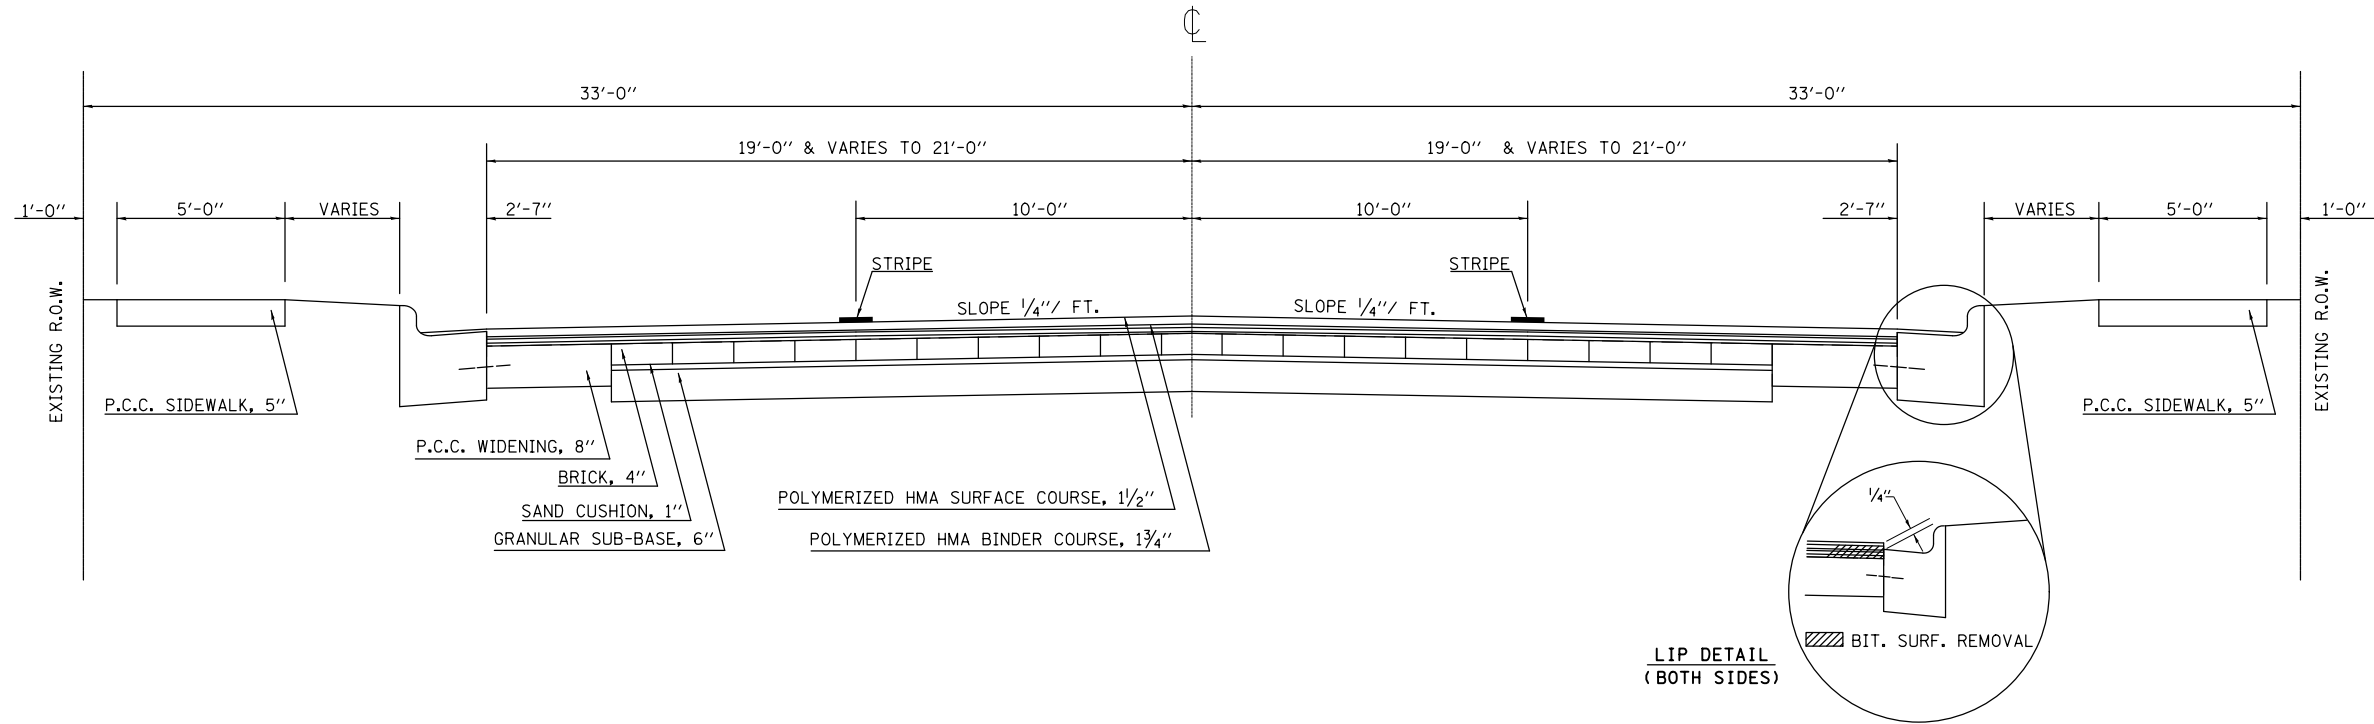 ℄
33'-0" 33'-0"
19'-0" & VARIES TO 21'-0" 19'-0" & VARIES TO 21'-0"
1'-0" 5'-0" VARIES 2'-7" 10'-0" 10'-0" 2'-7" VARIES 5'-0" 1'-0"
STRIPE STRIPE
SLOPE 1/4"/ FT. SLOPE 1/4"/ FT.
EXISTING R.O.W.
EXISTING R.O.W.
P.C.C. SIDEWALK, 5" P.C.C. SIDEWALK, 5"
P.C.C. WIDENING, 8"
BRICK, 4"
SAND CUSHION, 1"
GRANULAR SUB-BASE, 6"
POLYMERIZED HMA SURFACE COURSE, 1 1/2"
POLYMERIZED HMA BINDER COURSE, 1 3/4"
1/4"
BIT. SURF. REMOVAL
LIP DETAIL
(BOTH SIDES)